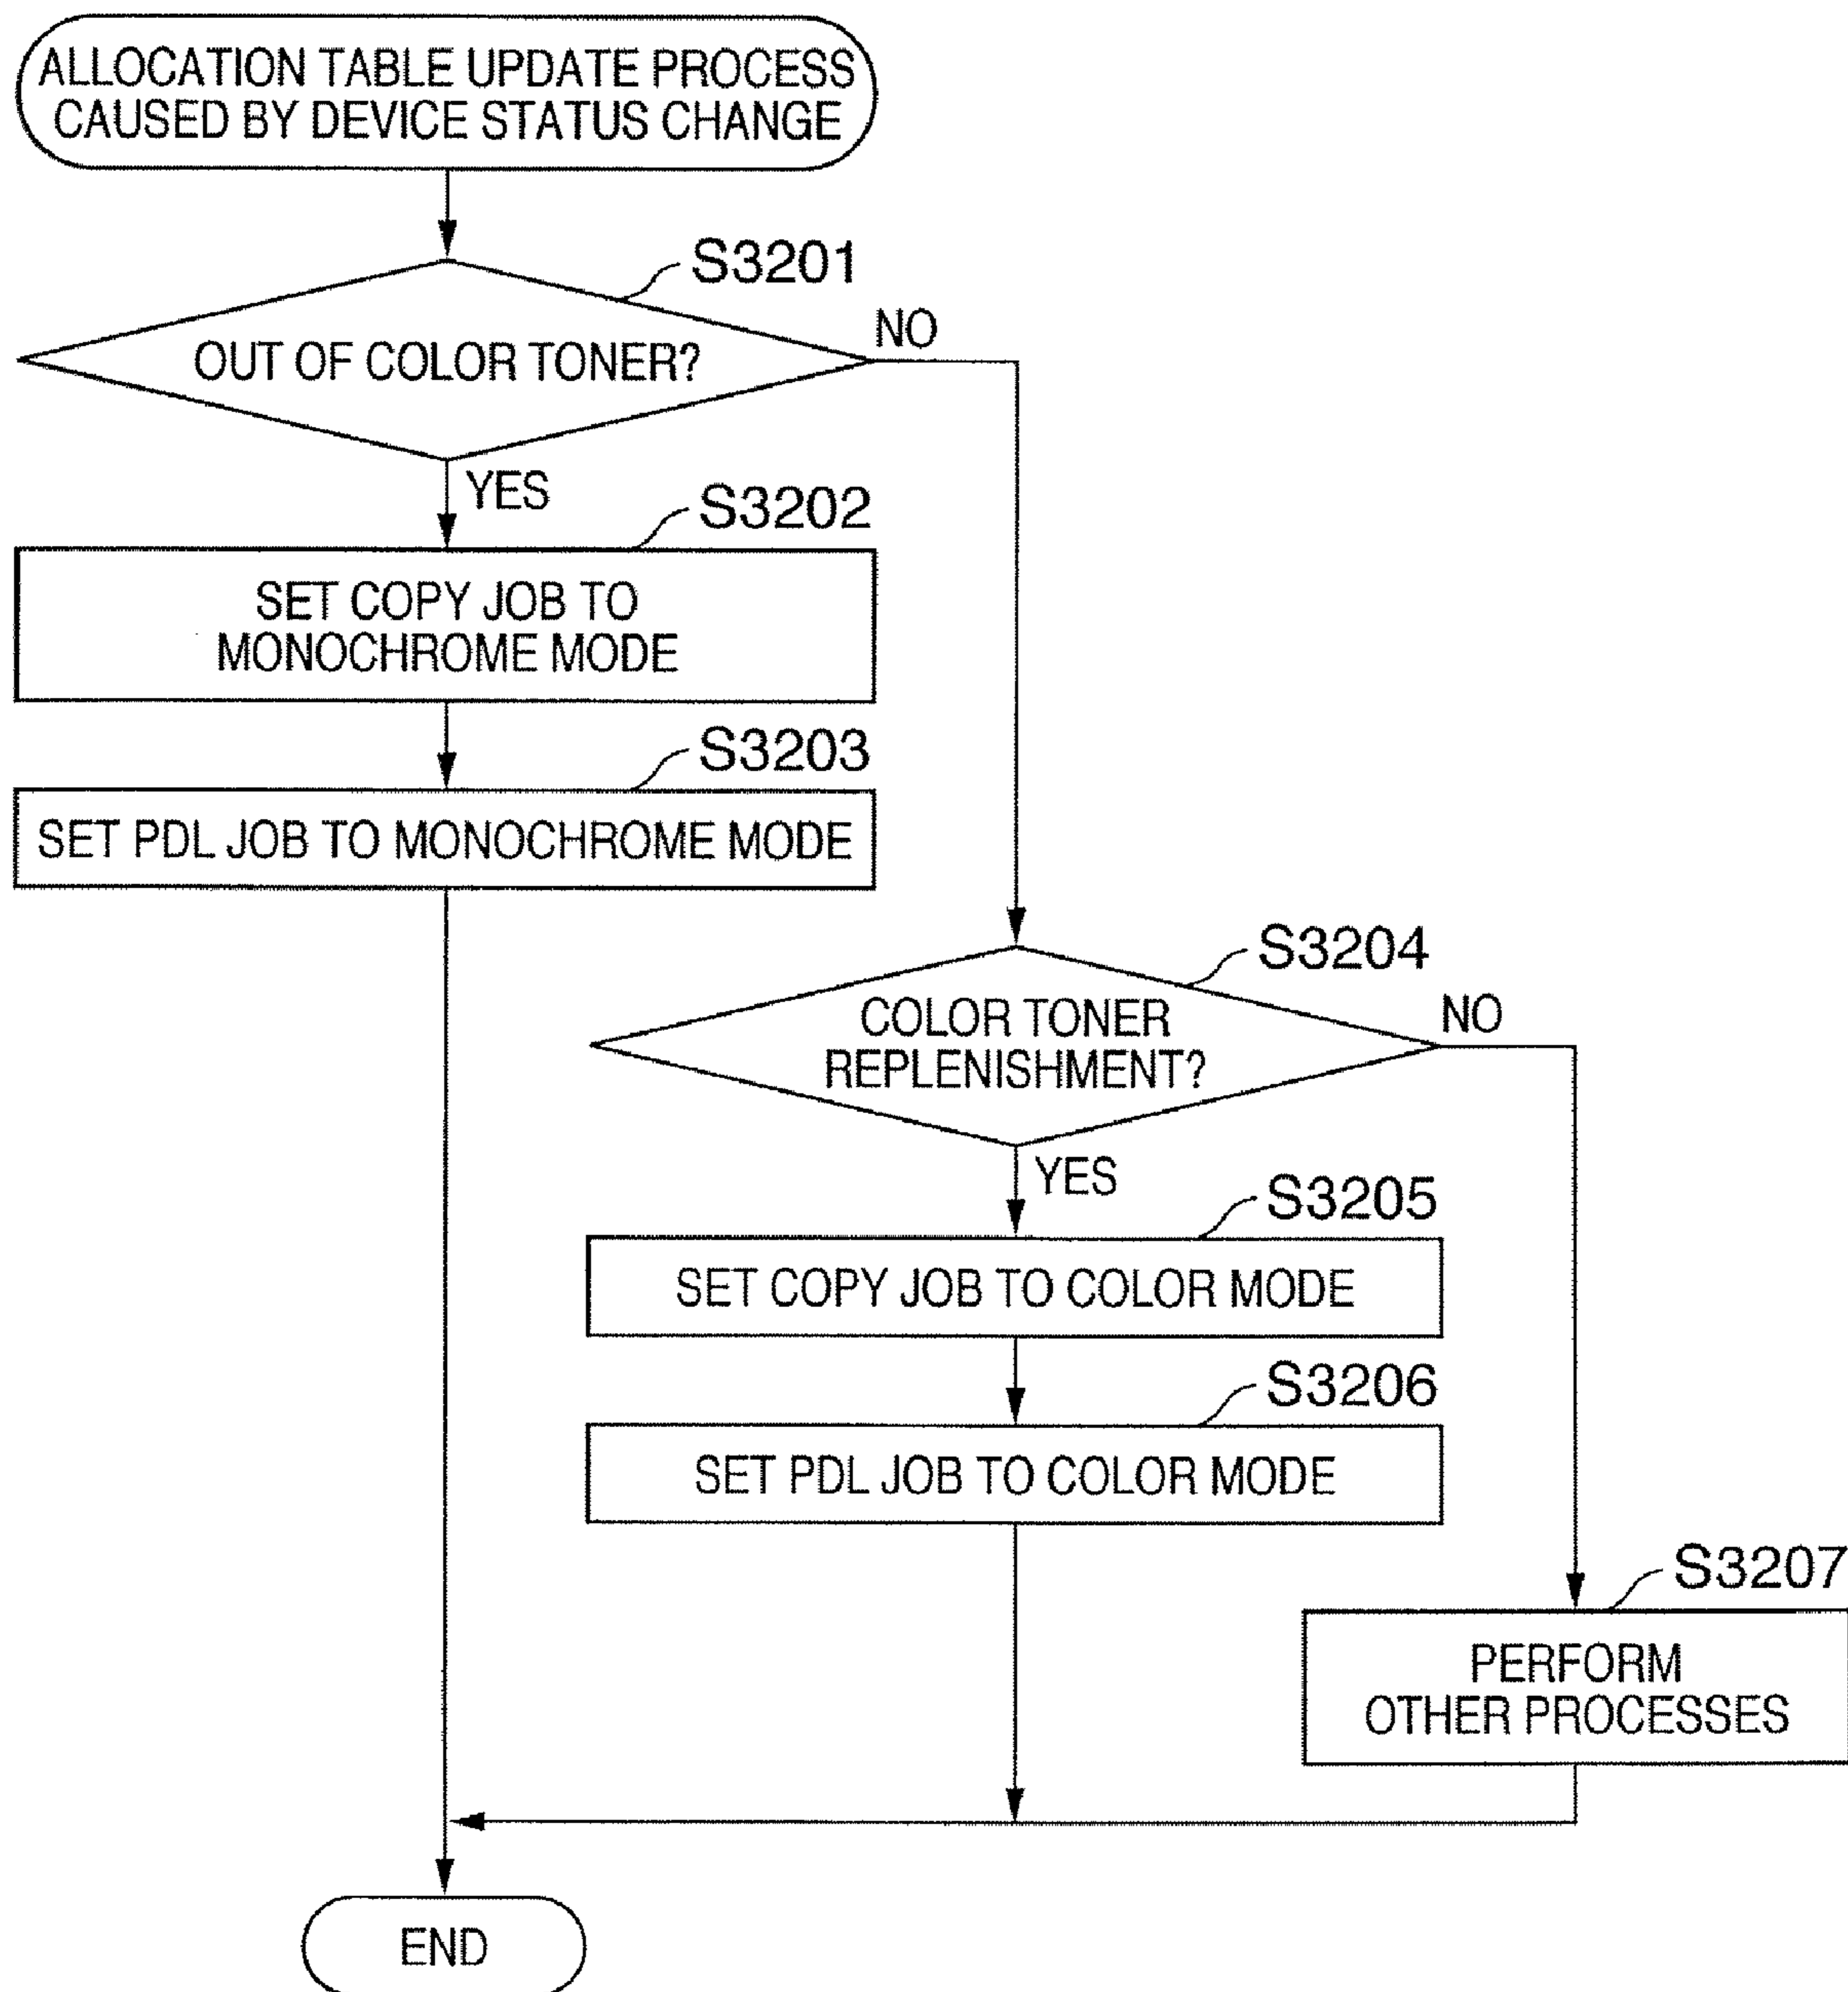 ALLOCATION TABLE UPDATE PROCESS
CAUSED BY DEVICE STATUS CHANGE
S3201
OUT OF COLOR TONER?
NO
YES
S3202
SET COPY JOB TO
MONOCHROME MODE
S3203
SET PDL JOB TO MONOCHROME MODE
S3204
COLOR TONER
REPLENISHMENT?
NO
YES
S3205
SET COPY JOB TO COLOR MODE
S3206
SET PDL JOB TO COLOR MODE
S3207
PERFORM
OTHER PROCESSES
END